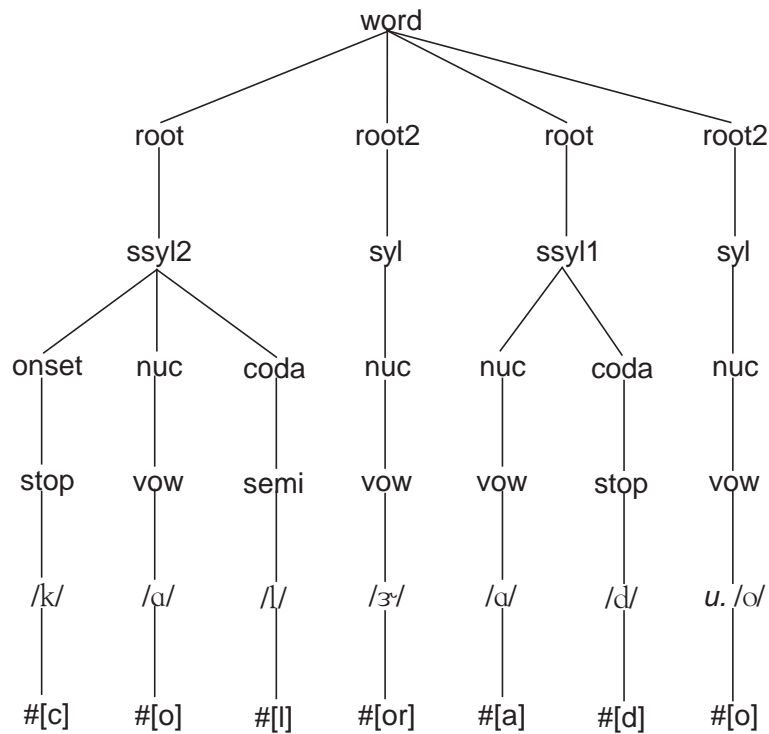 word
root root2 root root2
ssyl2 syl ssyl1 syl
onset nuc coda nuc nuc coda nuc
stop vow semi vow vow stop vow
/k/ /ɑ/ /l/ /ɝ/ /ɑ/ /d/ u. /o/
#[c] #[o] #[l] #[or] #[a] #[d] #[o]